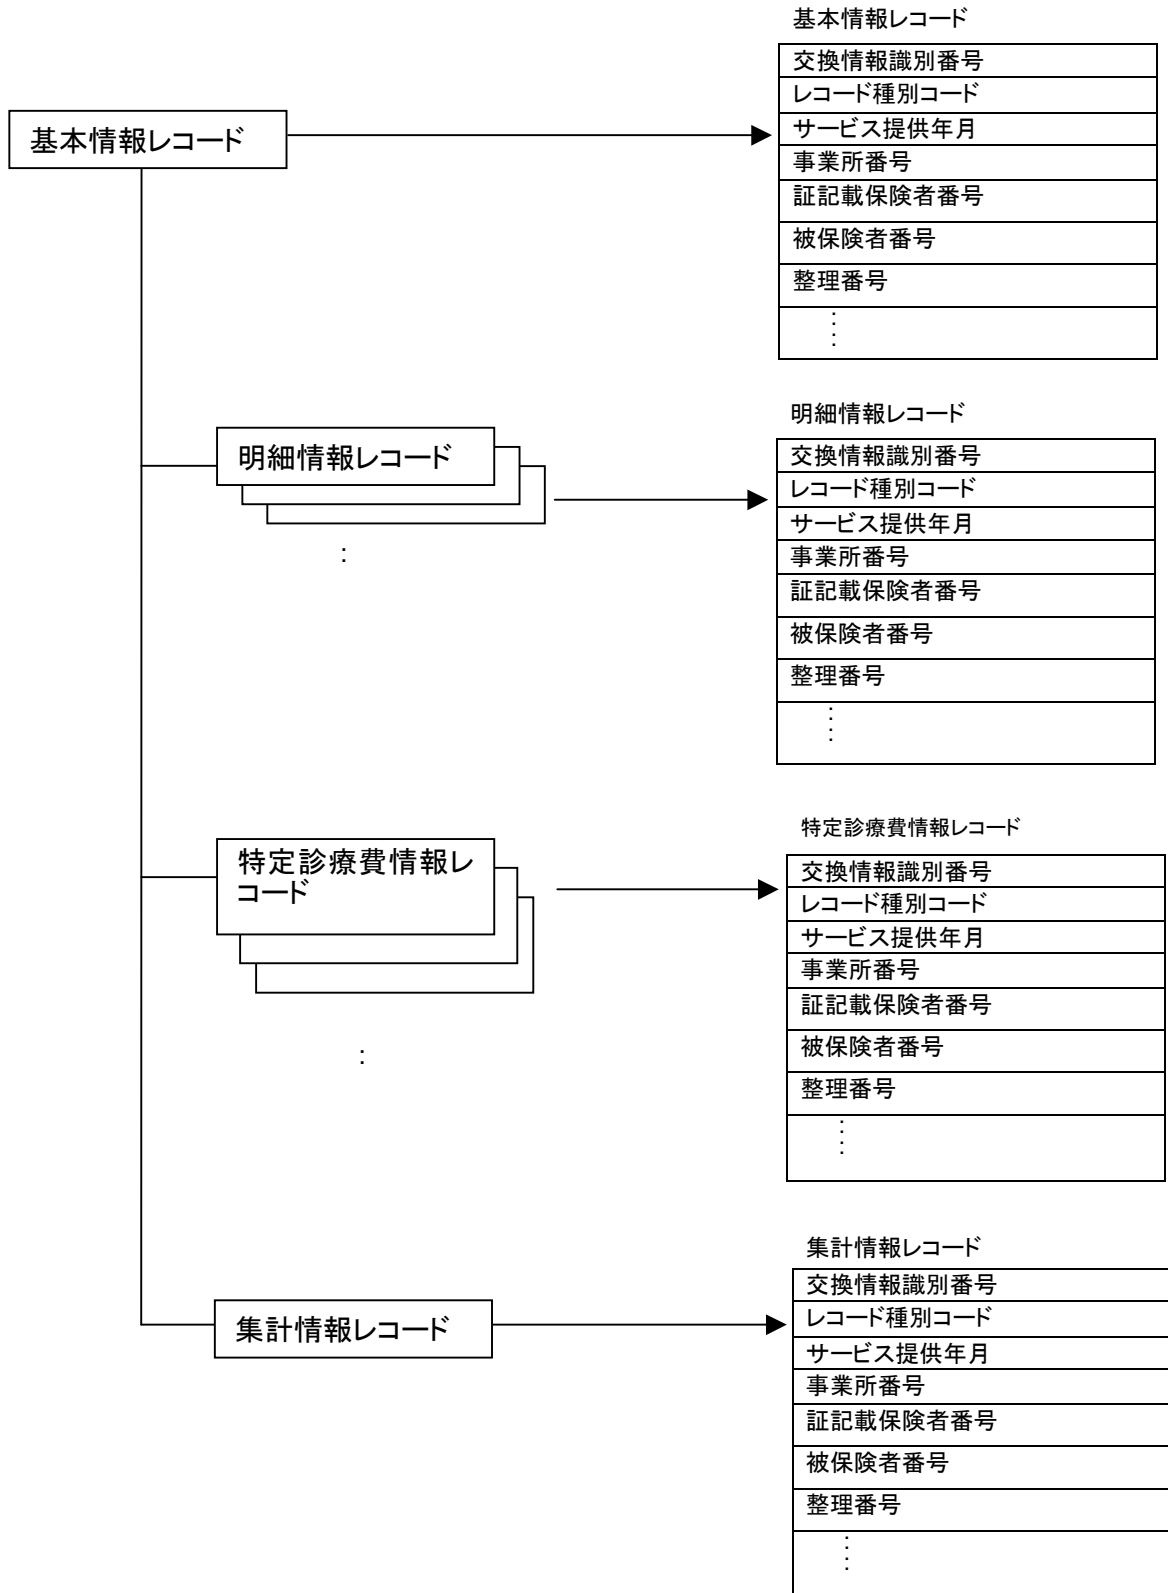 基本情報レコード
基本情報レコード
交換情報識別番号
レコード種別コード
サービス提供年月
事業所番号
証記載保険者番号
被保険者番号
整理番号
:
:
明細情報レコード
:
明細情報レコード
交換情報識別番号
レコード種別コード
サービス提供年月
事業所番号
証記載保険者番号
被保険者番号
整理番号
:
:
特定診療費情報レ
コード
:
特定診療費情報レコード
交換情報識別番号
レコード種別コード
サービス提供年月
事業所番号
証記載保険者番号
被保険者番号
整理番号
:
:
集計情報レコード
集計情報レコード
交換情報識別番号
レコード種別コード
サービス提供年月
事業所番号
証記載保険者番号
被保険者番号
整理番号
:
: